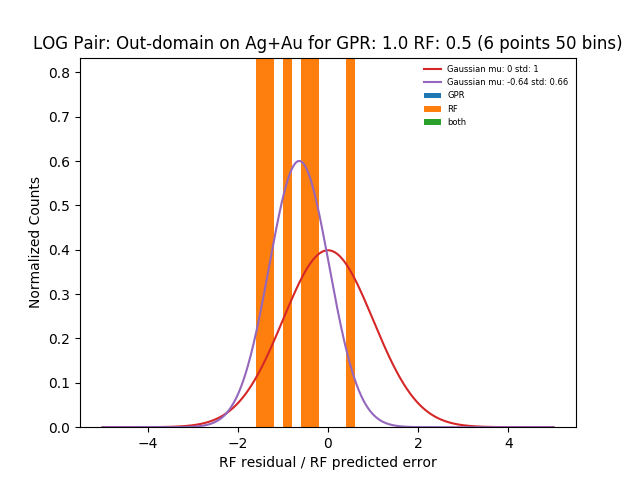 LOG Pair: Out-domain on Ag+Au for GPR: 1.0 RF: 0.5 (6 points 50 bins)
Gaussian mu: 0 std: 1
Gaussian mu: -0.64 std: 0.66
GPR
RF
both
Normalized Counts
0.8
0.7
0.6
0.5
0.4
0.3
0.2
0.1
0.0
−4
−2
0
2
4
RF residual / RF predicted error